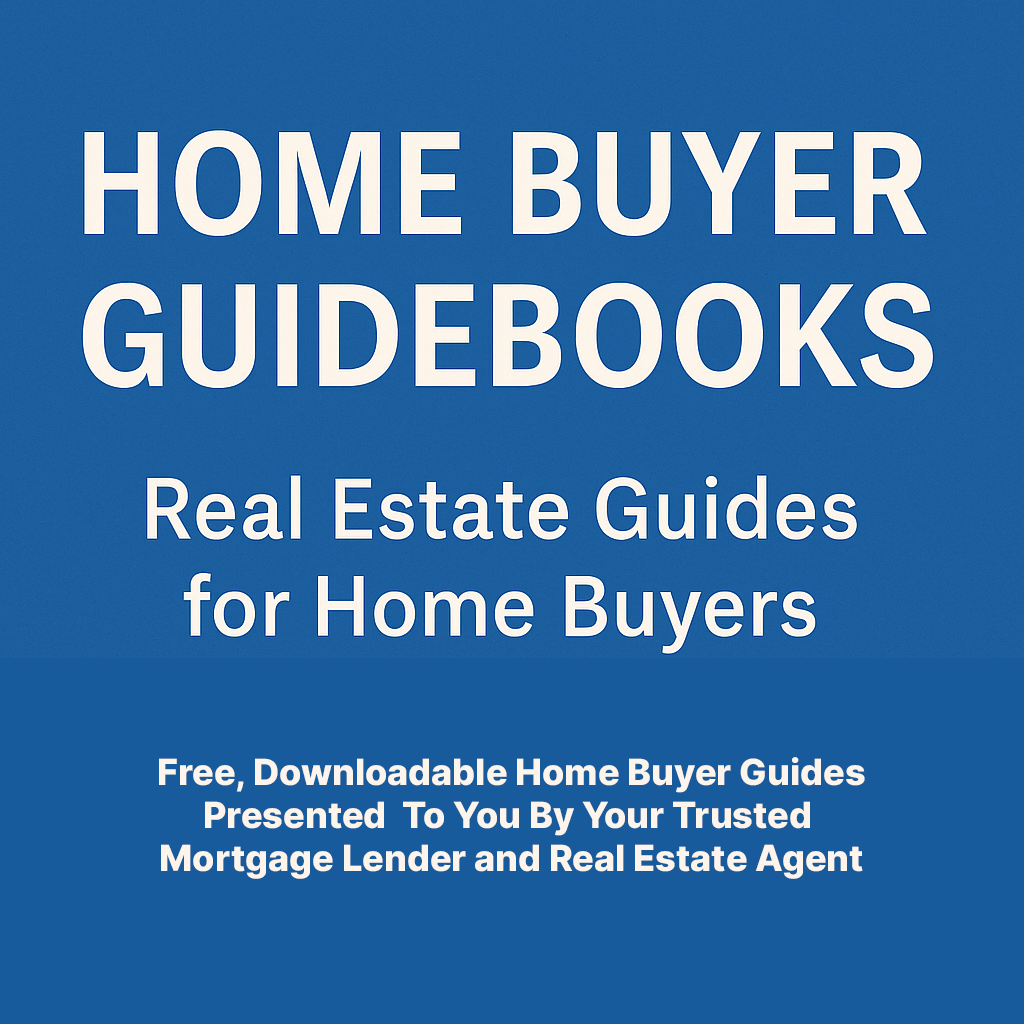 HOME BUYER
GUIDEBOOKS
Real Estate Guides
for Home Buyers
Free, Downloadable Home Buyer Guides
Presented  To You By Your Trusted
Mortgage Lender and Real Estate Agent